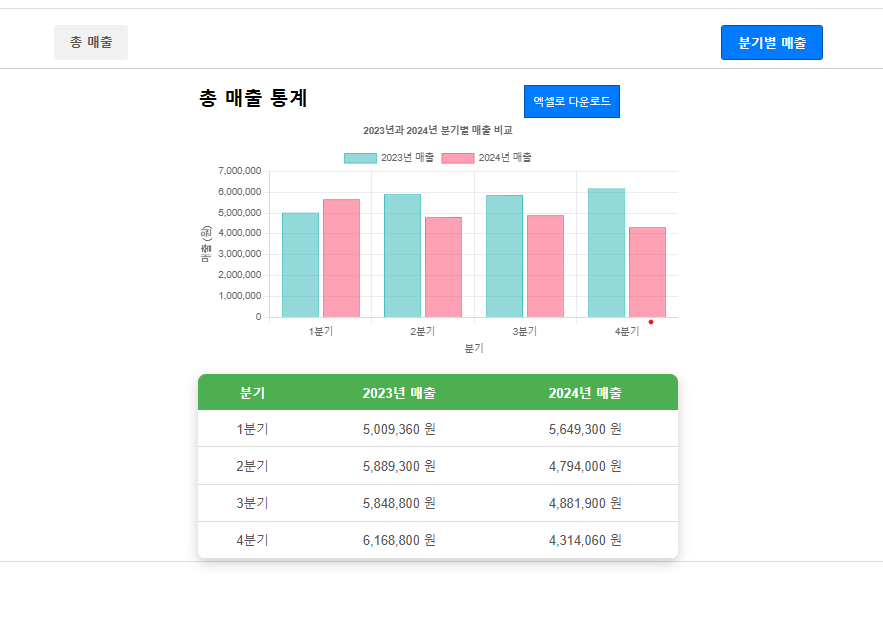 총 매출 분기별 매출
총 매출 통계 엑셀로 다운로드
2023년과 2024년 분기별 매출 비교
2023년 매출 2024년 매출
7,000,000
6,000,000
5,000,000
4,000,000
3,000,000
2,000,000
1,000,000
0
매출 (원)
1분기 2분기 3분기 4분기
분기
분기 2023년 매출 2024년 매출
1분기 5,009,360 원 5,649,300 원
2분기 5,889,300 원 4,794,000 원
3분기 5,848,800 원 4,881,900 원
4분기 6,168,800 원 4,314,060 원